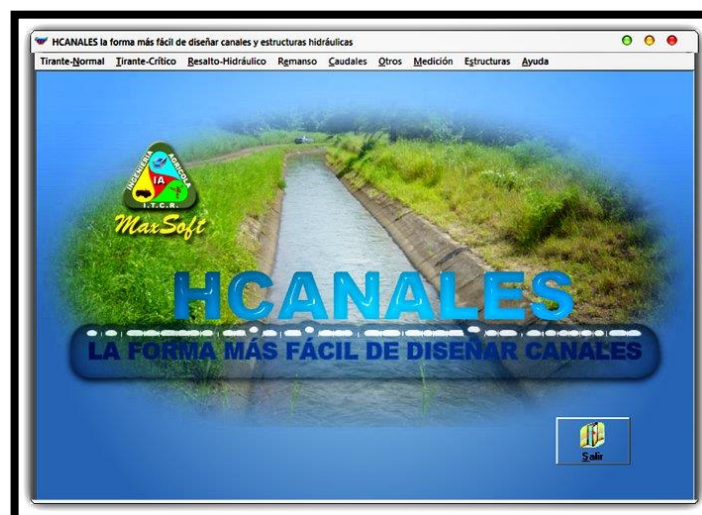 HCANALES la forma más fácil de diseñar canales y estructuras hidráulicas
Tirante-Normal Tirante-Crítico Resalto-Hidráulico Remanso Caudales Otros Medición Estructuras Ayuda
INGENIERIA AGRICOLA
IA
I.T.C.R.
MaxSoft
HCANALES
LA FORMA MÁS FÁCIL DE DISEÑAR CANALES
Salir